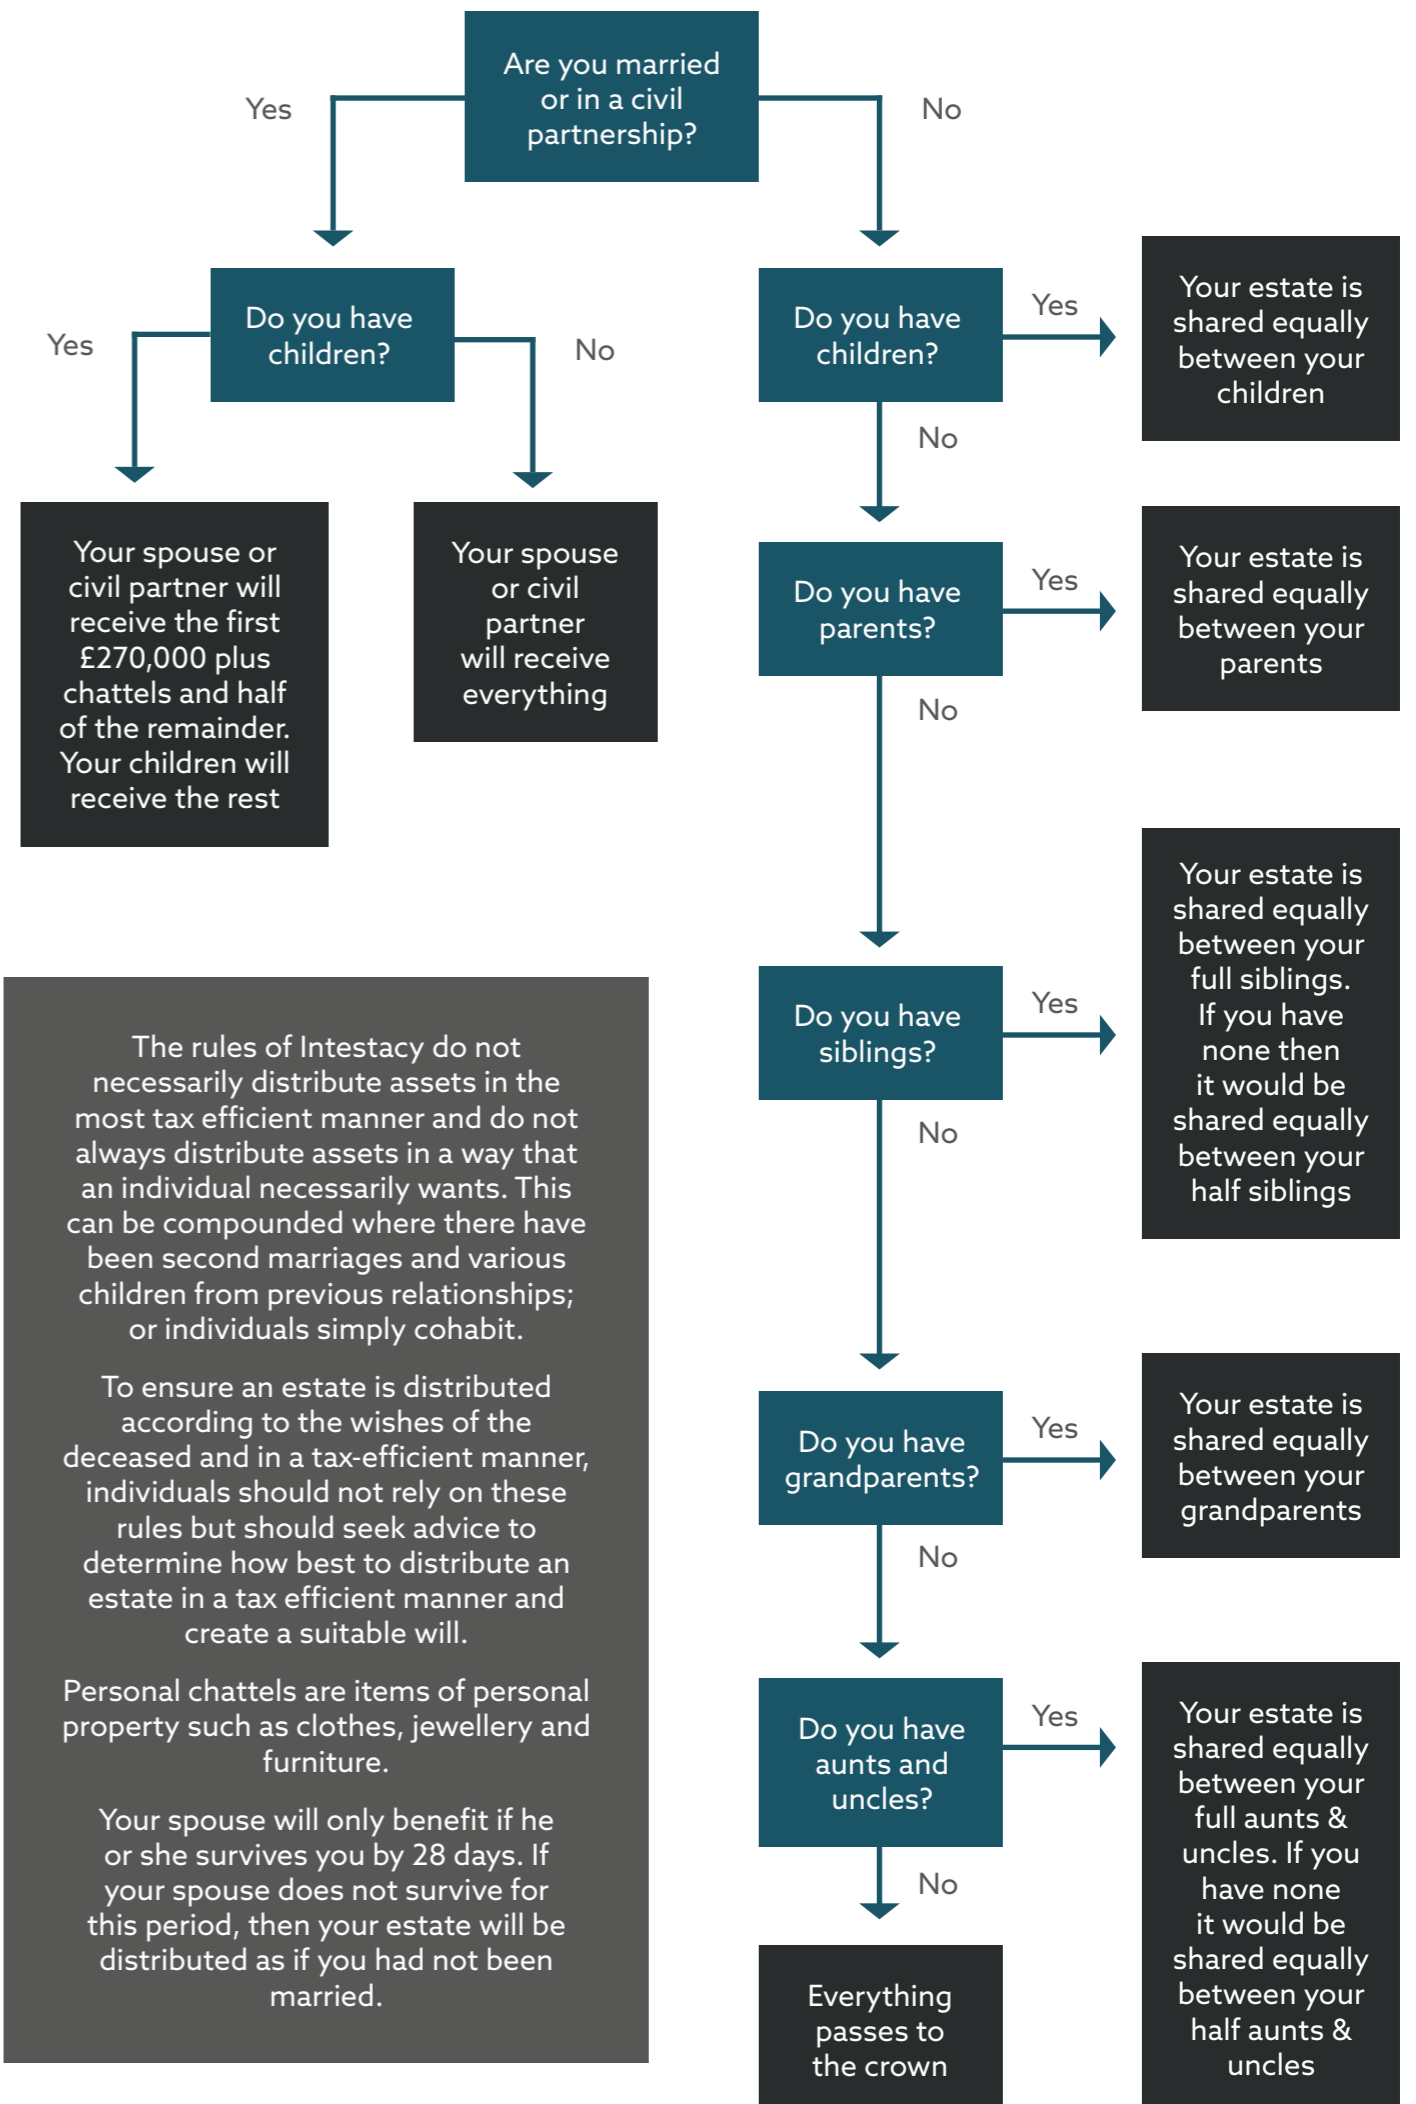 Are you married
or in a civil
partnership?
Yes
No
Do you have
children?
Yes
No
Your spouse or
civil partner will
receive the first
£270,000 plus
chattels and half
of the remainder.
Your children will
receive the rest
Your spouse
or civil
partner
will receive
everything
Do you have
children?
Yes
Your estate is
shared equally
between your
children
No
Do you have
parents?
Yes
Your estate is
shared equally
between your
parents
No
Do you have
siblings?
Yes
Your estate is
shared equally
between your
full siblings.
If you have
none then
it would be
shared equally
between your
half siblings
No
Do you have
grandparents?
Yes
Your estate is
shared equally
between your
grandparents
No
Do you have
aunts and
uncles?
Yes
Your estate is
shared equally
between your
full aunts &
uncles. If you
have none
it would be
shared equally
between your
half aunts &
uncles
No
Everything
passes to
the crown
The rules of Intestacy do not
necessarily distribute assets in the
most tax efficient manner and do not
always distribute assets in a way that
an individual necessarily wants. This
can be compounded where there have
been second marriages and various
children from previous relationships;
or individuals simply cohabit.
To ensure an estate is distributed
according to the wishes of the
deceased and in a tax-efficient manner,
individuals should not rely on these
rules but should seek advice to
determine how best to distribute an
estate in a tax efficient manner and
create a suitable will.
Personal chattels are items of personal
property such as clothes, jewellery and
furniture.
Your spouse will only benefit if he
or she survives you by 28 days. If
your spouse does not survive for
this period, then your estate will be
distributed as if you had not been
married.